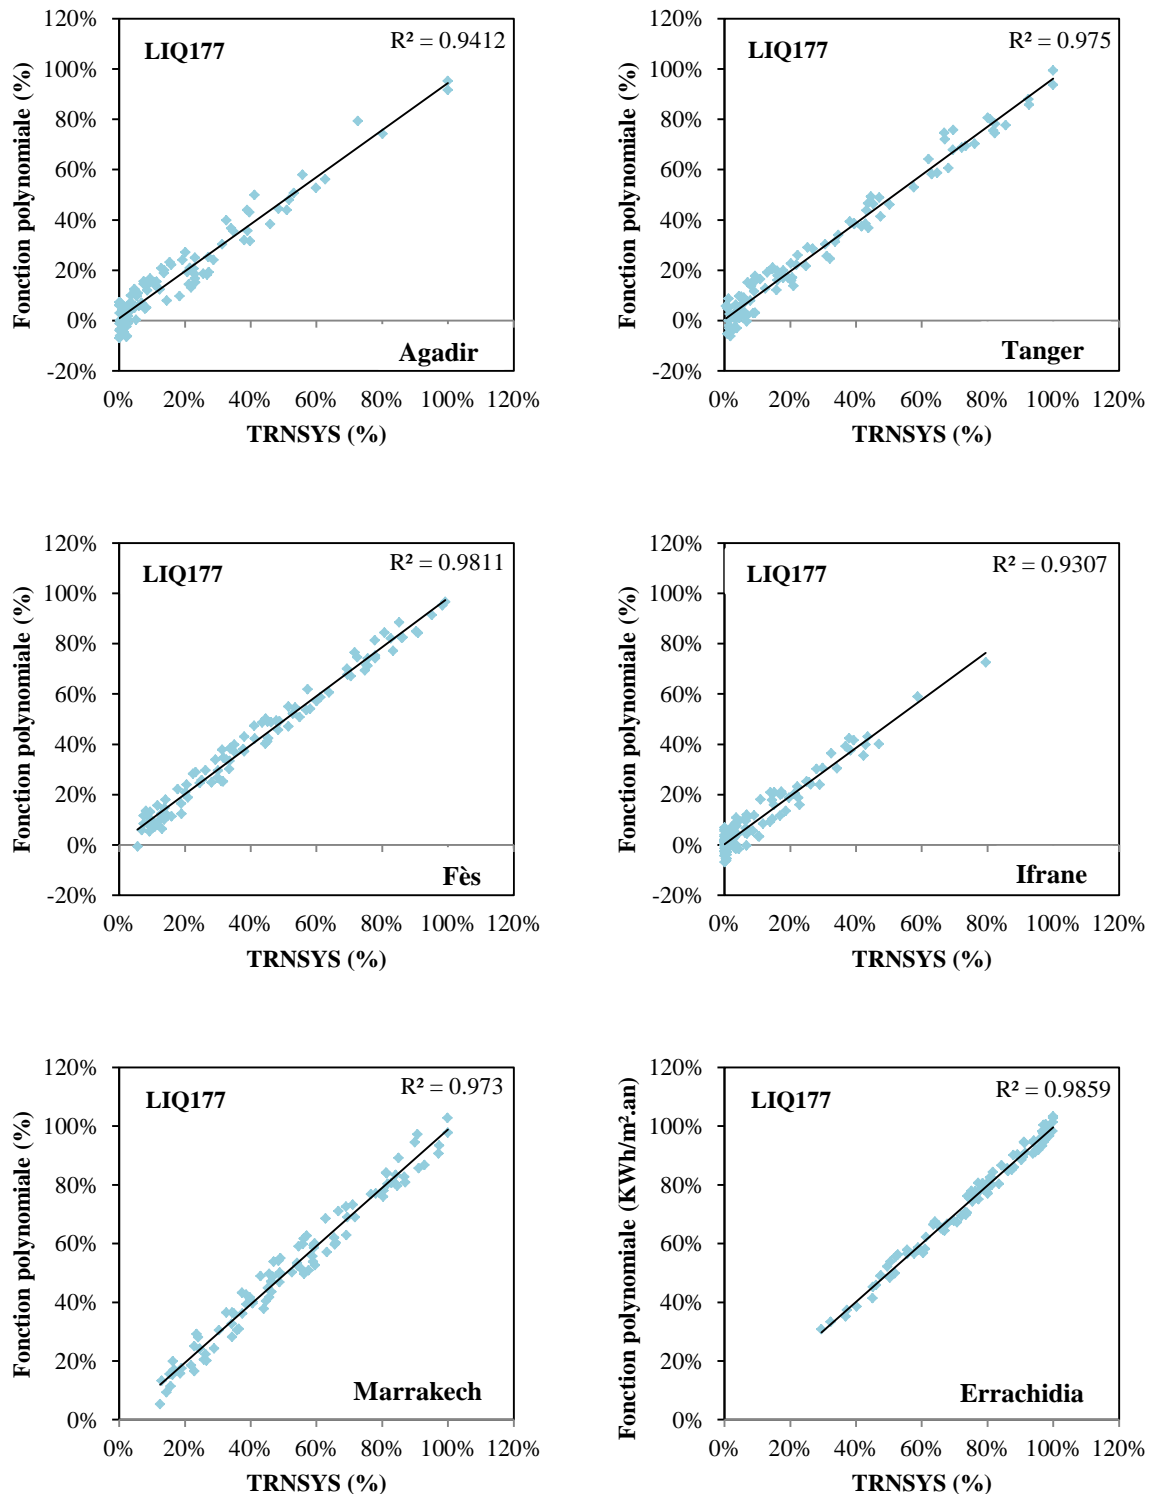 120%
LIQ177
R² = 0.9412
100%
80%
60%
40%
20%
0%
-20%
Fonction polynomiale (%)
Agadir
0% 20% 40% 60% 80% 100% 120%
TRNSYS (%)
120%
LIQ177
R² = 0.975
100%
80%
60%
40%
20%
0%
-20%
Fonction polynomiale (%)
Tanger
0% 20% 40% 60% 80% 100% 120%
TRNSYS (%)
120%
LIQ177
R² = 0.9811
100%
80%
60%
40%
20%
0%
-20%
Fonction polynomiale (%)
Fès
0% 20% 40% 60% 80% 100% 120%
TRNSYS (%)
120%
LIQ177
R² = 0.9307
100%
80%
60%
40%
20%
0%
-20%
Fonction polynomiale (%)
Ifrane
0% 20% 40% 60% 80% 100% 120%
TRNSYS (%)
120%
LIQ177
R² = 0.973
100%
80%
60%
40%
20%
0%
Fonction polynomiale (%)
Marrakech
0% 20% 40% 60% 80% 100% 120%
TRNSYS (%)
120%
LIQ177
R² = 0.9859
100%
80%
60%
40%
20%
0%
Fonction polynomiale (KWh/m².an)
Errachidia
0% 20% 40% 60% 80% 100% 120%
TRNSYS (%)